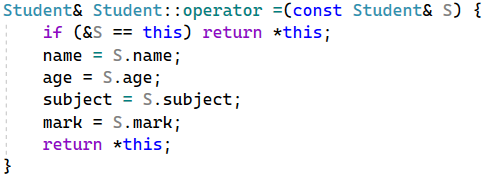 Student& Student::operator =(const Student& S) {
    if (&S == this) return *this;
    name = S.name;
    age = S.age;
    subject = S.subject;
    mark = S.mark;
    return *this;
}